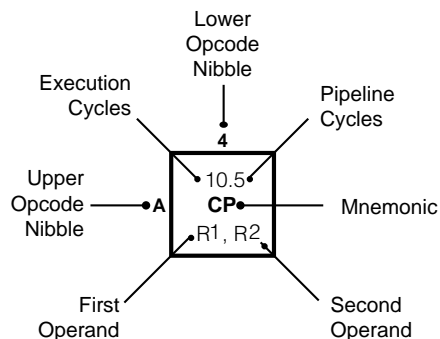 Lower
Opcode
Nibble
Execution
Cycles
Pipeline
Cycles
4
10.5
Upper
Opcode
Nibble
A
CP
Mnemonic
R1, R2
First
Operand
Second
Operand